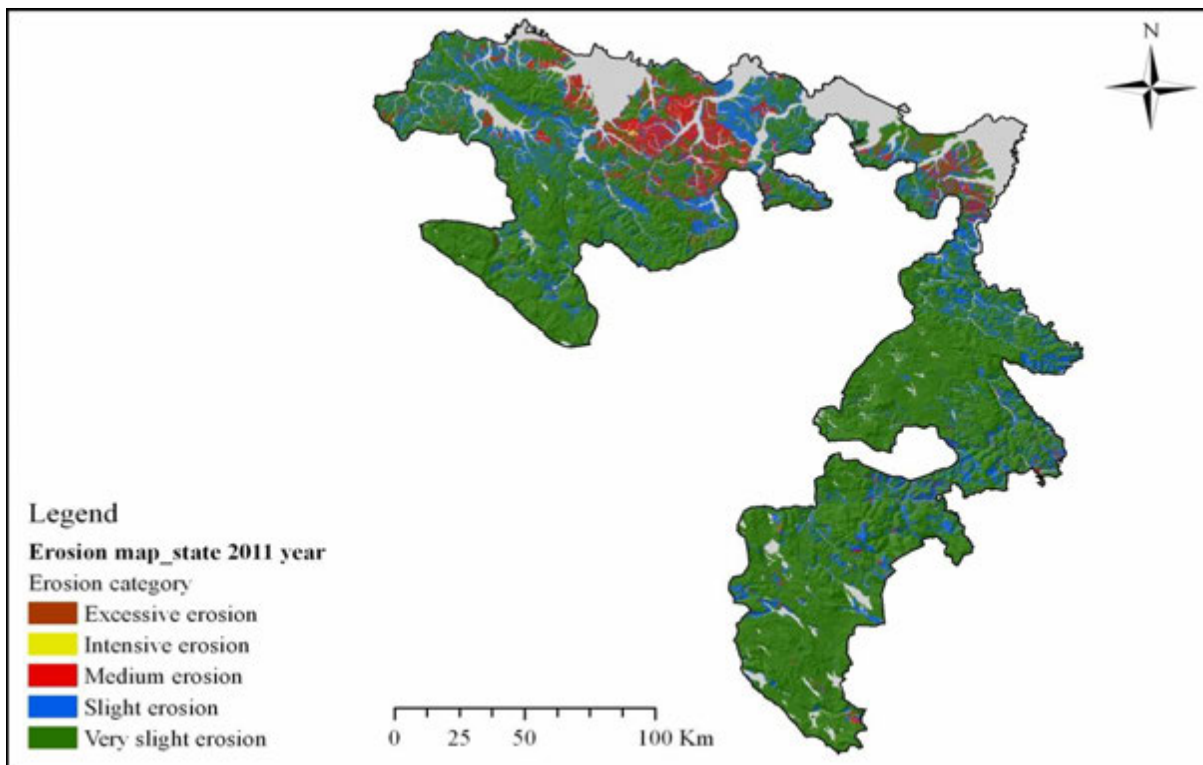 N
Legend
Erosion map_state 2011 year
Erosion category
Excessive erosion
Intensive erosion
Medium erosion
Slight erosion
Very slight erosion
0 25 50 100 Km